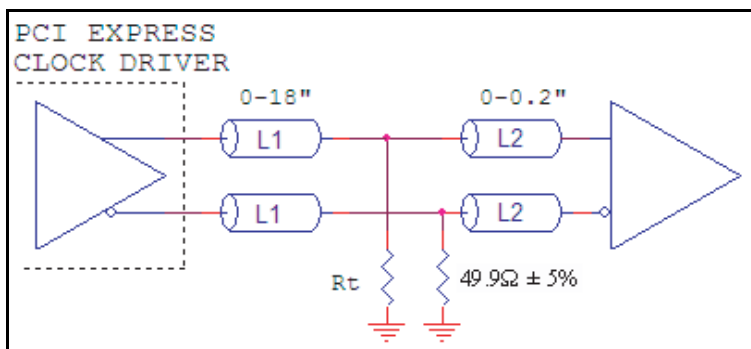 PCI EXPRESS
CLOCK DRIVER
0-18"
0-0.2"
L1
L2
L1
L2
Rt
49.9Ω ± 5%